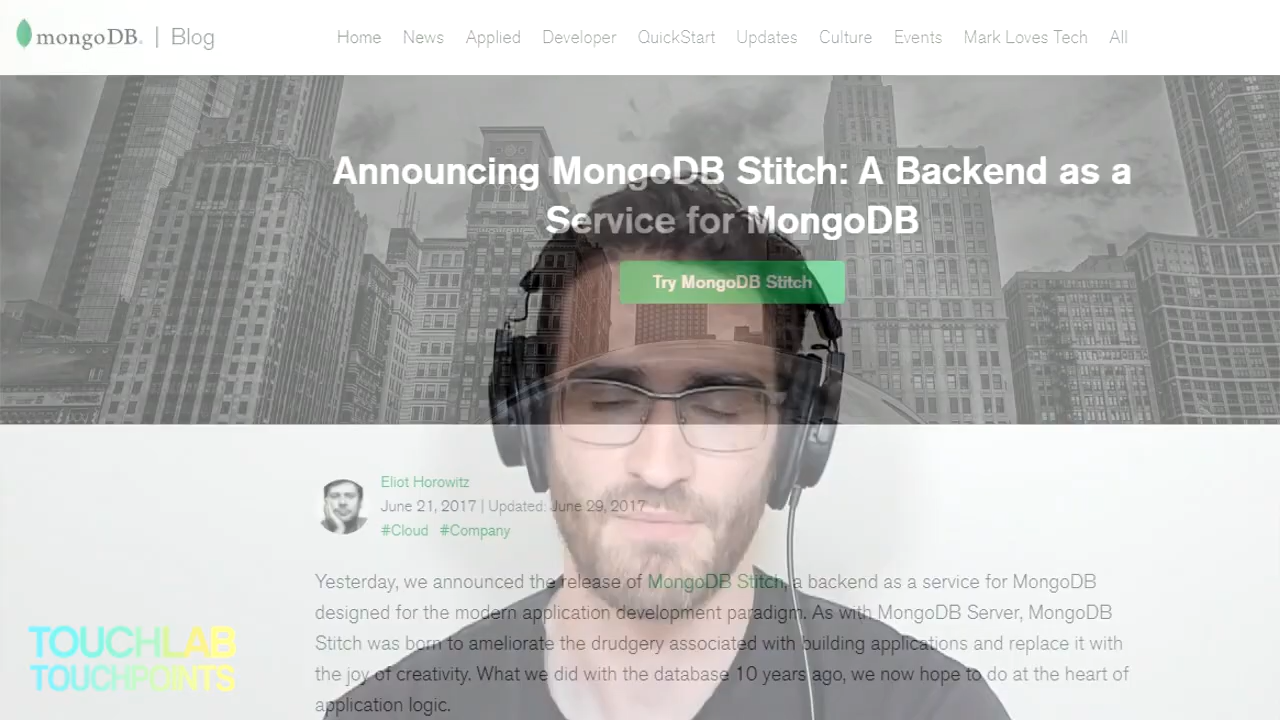 mongoDB. | Blog
Home News Applied Developer QuickStart Updates Culture Events Mark Loves Tech All
Announcing MongoDB Stitch: A Backend as a
Service for MongoDB
Try MongoDB Stitch
Eliot Horowitz
June 21, 2017 | Updated: June 29, 2017
#Cloud #Company
Yesterday, we announced the release of MongoDB Stitch, a backend as a service for MongoDB
designed for the modern application development paradigm. As with MongoDB Server, MongoDB
Stitch was born to ameliorate the drudgery associated with building applications and replace it with
the joy of creativity. What we did with the database 10 years ago, we now hope to do at the heart of
application logic.
TOUCHLAB
TOUCHPOINTS